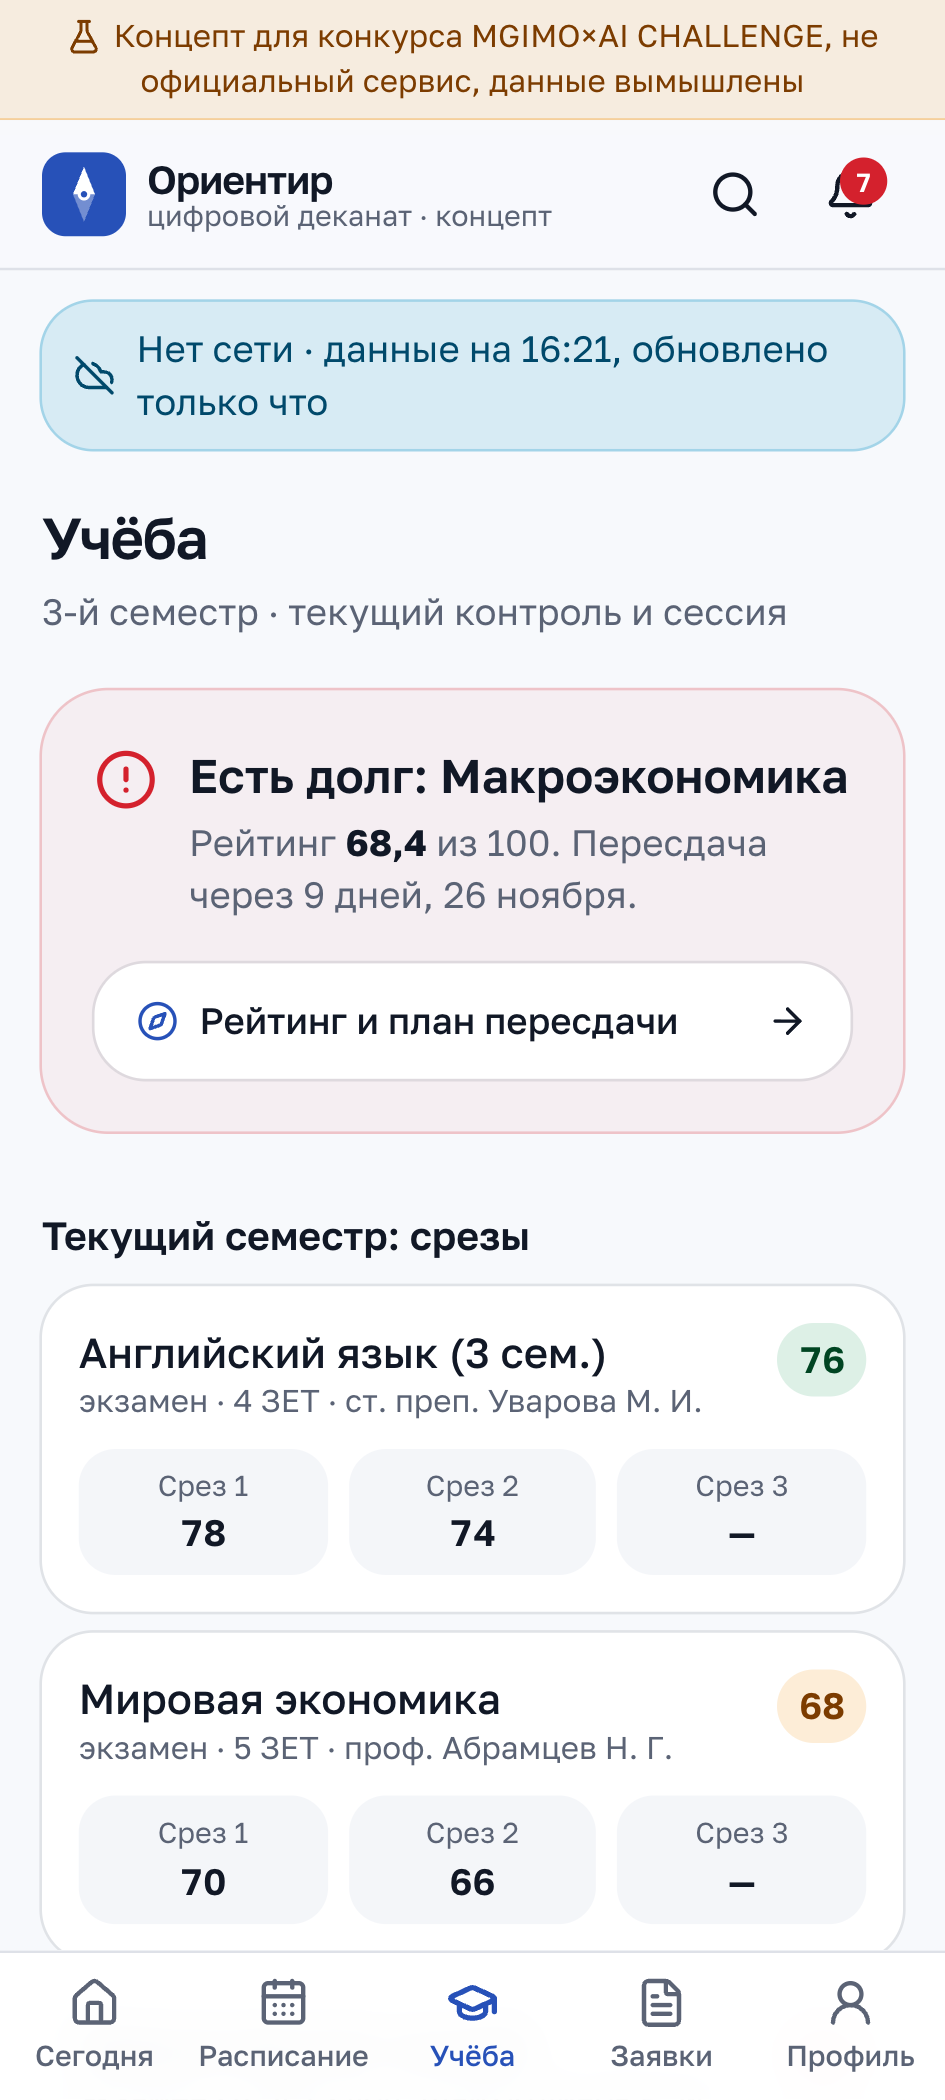 Концепт для конкурса MGIMO×AI CHALLENGE, не
официальный сервис, данные вымышлены
Ориентир
цифровой деканат · концепт
7
Нет сети · данные на 16:21, обновлено
только что
Учёба
3-й семестр · текущий контроль и сессия
Есть долг: Макроэкономика
Рейтинг 68,4 из 100. Пересдача
через 9 дней, 26 ноября.
Рейтинг и план пересдачи
Текущий семестр: срезы
Английский язык (3 сем.)
76
экзамен · 4 ЗЕТ · ст. преп. Уварова М. И.
Срез 1 Срез 2 Срез 3
78 74 –
Мировая экономика
68
экзамен · 5 ЗЕТ · проф. Абрамцев Н. Г.
Срез 1 Срез 2 Срез 3
70 66 –
Сегодня Расписание Учёба Заявки Профиль